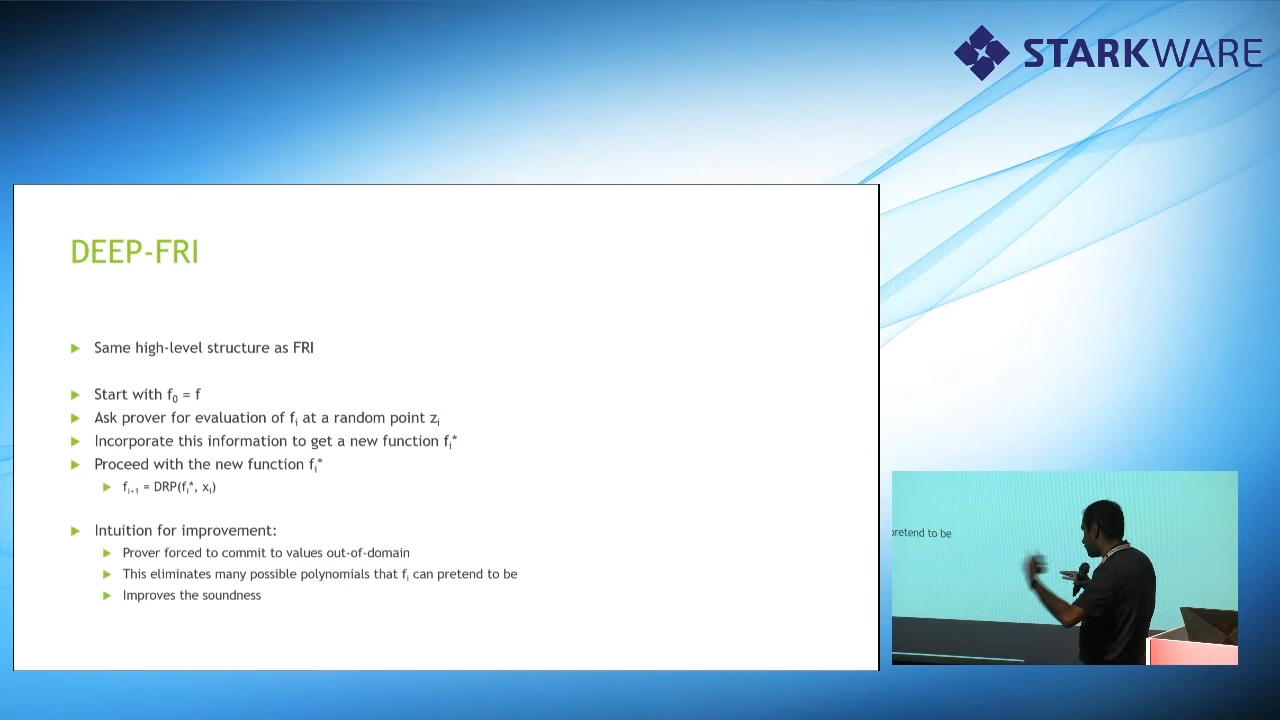 STARKWARE
DEEP-FRI
Same high-level structure as FRI
Start with f₀ = f
Ask prover for evaluation of fᵢ at a random point zᵢ
Incorporate this information to get a new function fᵢ*
Proceed with the new function fᵢ*
fᵢ₊₁ = DRP(fᵢ*, xᵢ)
Intuition for improvement:
Prover forced to commit to values out-of-domain
This eliminates many possible polynomials that fᵢ can pretend to be
Improves the soundness
pretend to be